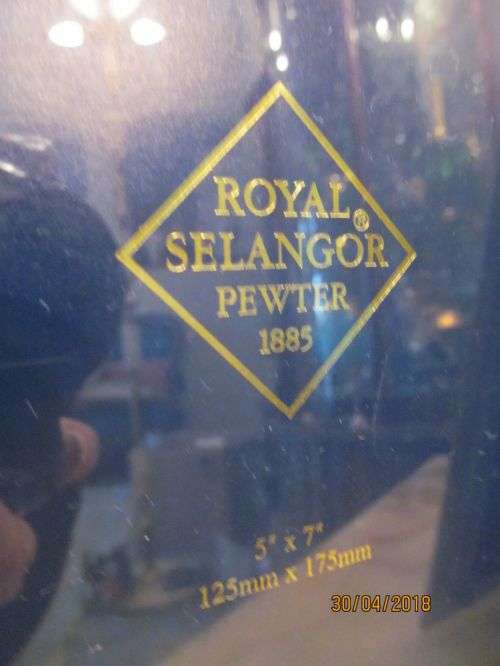 ROYAL
SELANGOR®
PEWTER
1885
5" x 7"
125mm x 175mm
30/04/2018